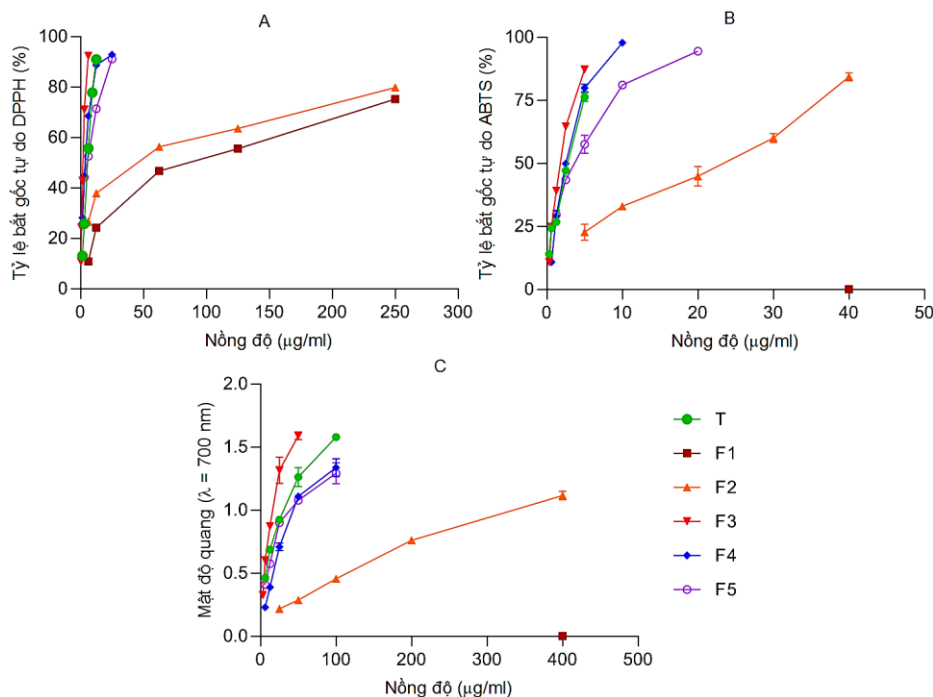 A
Tỷ lệ bắt gốc tự do DPPH (%)
100
80
60
40
20
0
0 50 100 150 200 250 300
Nồng độ (μg/ml)
B
Tỷ lệ bắt gốc tự do ABTS (%)
100
75
50
25
0
0 10 20 30 40 50
Nồng độ (μg/ml)
C
Mật độ quang (λ = 700 nm)
2.0
1.5
1.0
0.5
0.0
0 100 200 300 400 500
Nồng độ (μg/ml)
T
F1
F2
F3
F4
F5